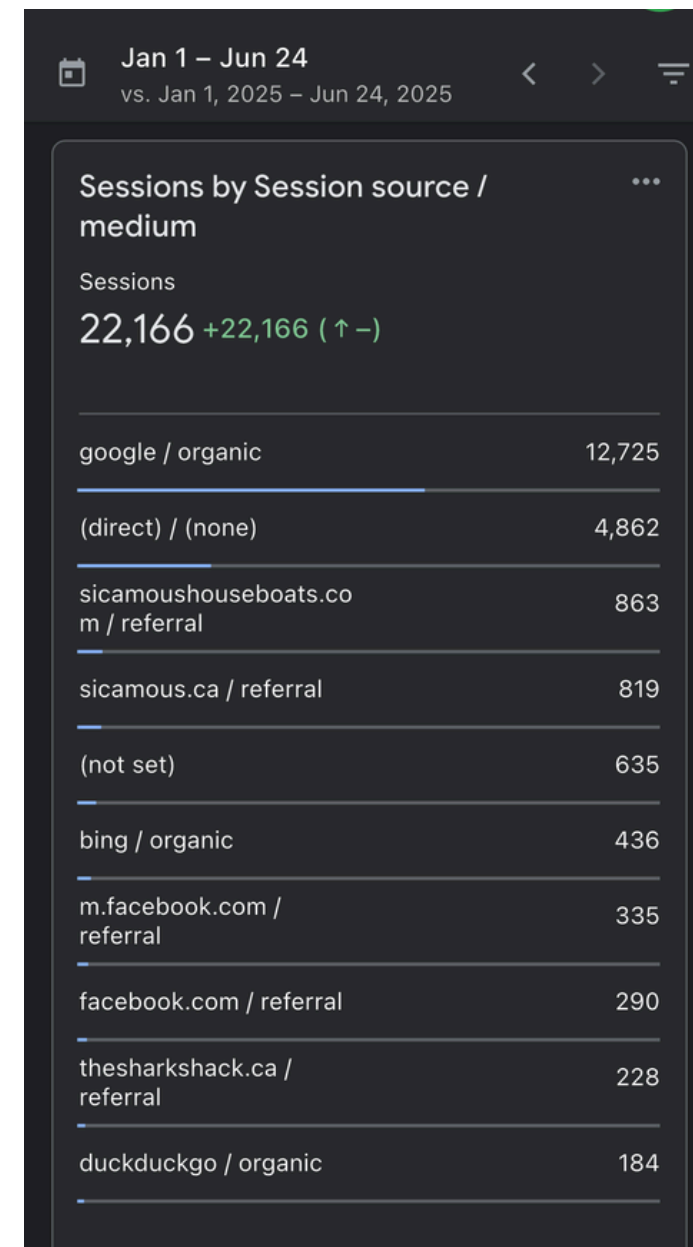 Jan 1 – Jun 24
vs. Jan 1, 2025 – Jun 24, 2025
Sessions by Session source /
medium
Sessions
22,166 +22,166 (↑ –)
google / organic 12,725
(direct) / (none) 4,862
sicamoushouseboats.co
m / referral 863
sicamous.ca / referral 819
(not set) 635
bing / organic 436
m.facebook.com /
referral 335
facebook.com / referral 290
thesharkshack.ca /
referral 228
duckduckgo / organic 184